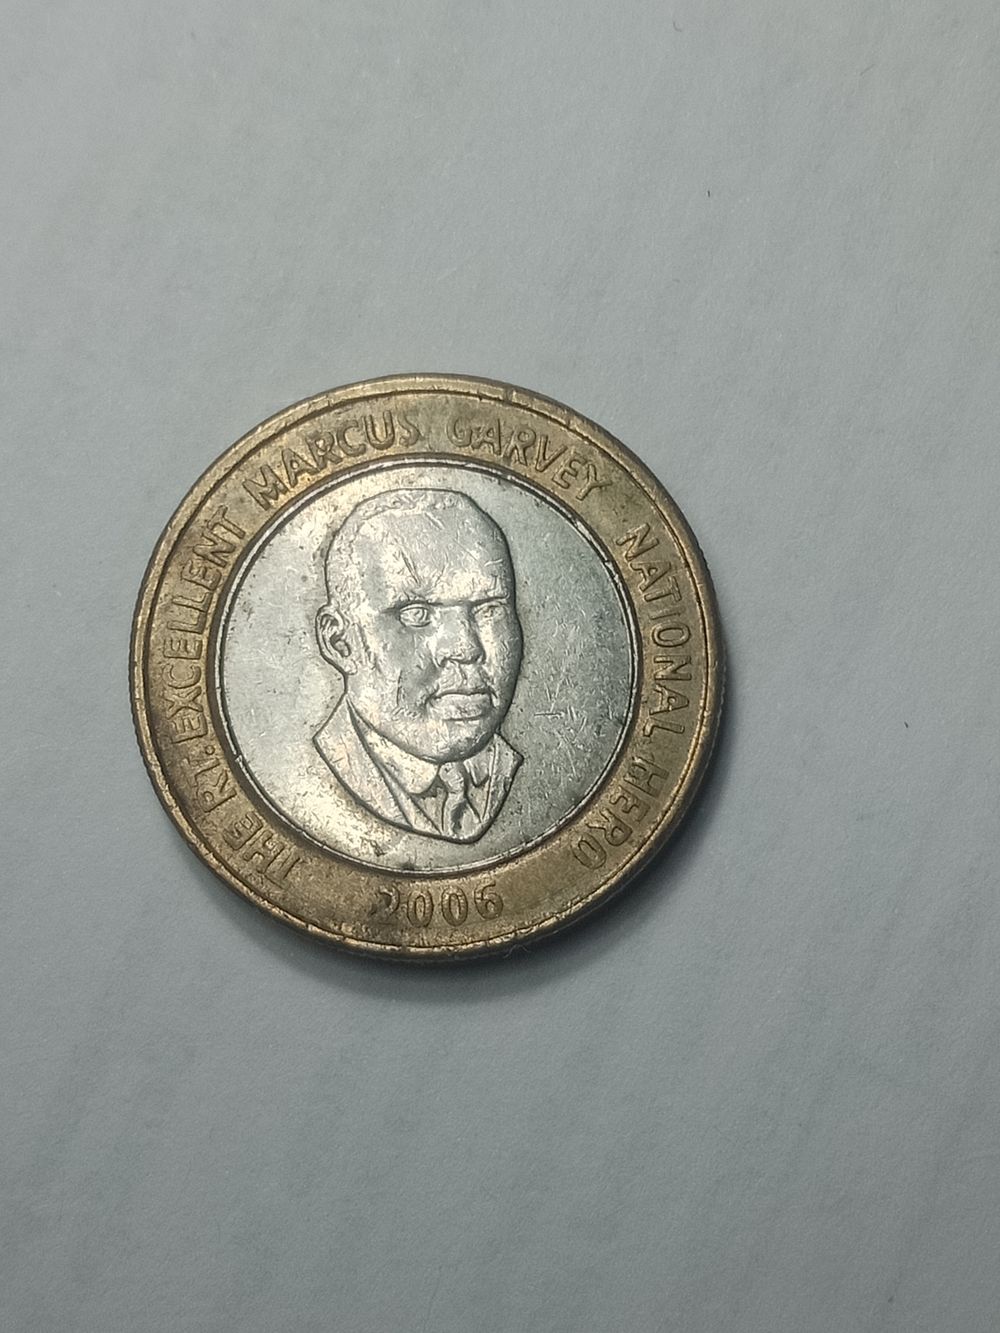 THE RT. EXCELLENT MARCUS GARVEY NATIONAL HERO
2006